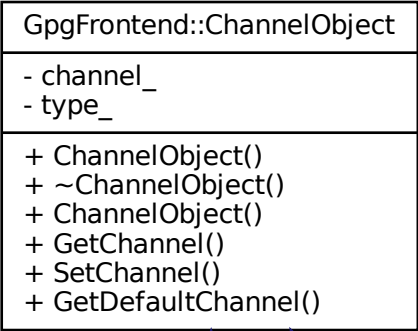 GpgFrontend::ChannelObject
- channel_
- type_
+ ChannelObject()
+ ~ChannelObject()
+ ChannelObject()
+ GetChannel()
+ SetChannel()
+ GetDefaultChannel()